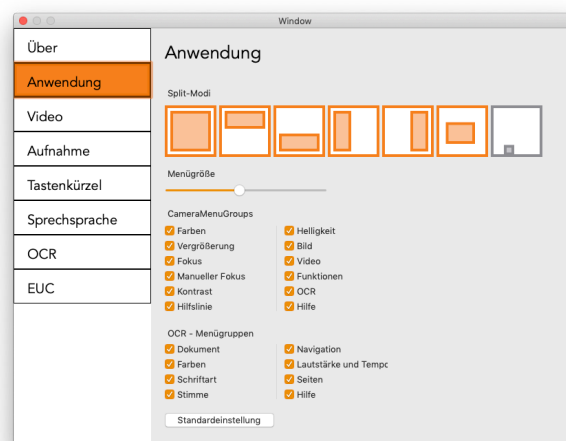 Window
Über
Anwendung
Video
Aufnahme
Tastenkürzel
Sprechsprache
OCR
EUC
Anwendung
Split-Modi
Menügröße
CameraMenuGroups
Farben
Helligkeit
Vergrößerung
Bild
Fokus
Video
Manueller Fokus
Funktionen
Kontrast
OCR
Hilfslinie
Hilfe
OCR - Menügruppen
Dokument
Navigation
Farben
Lautstärke und Tempo
Schriftart
Seiten
Stimme
Hilfe
Standardeinstellung